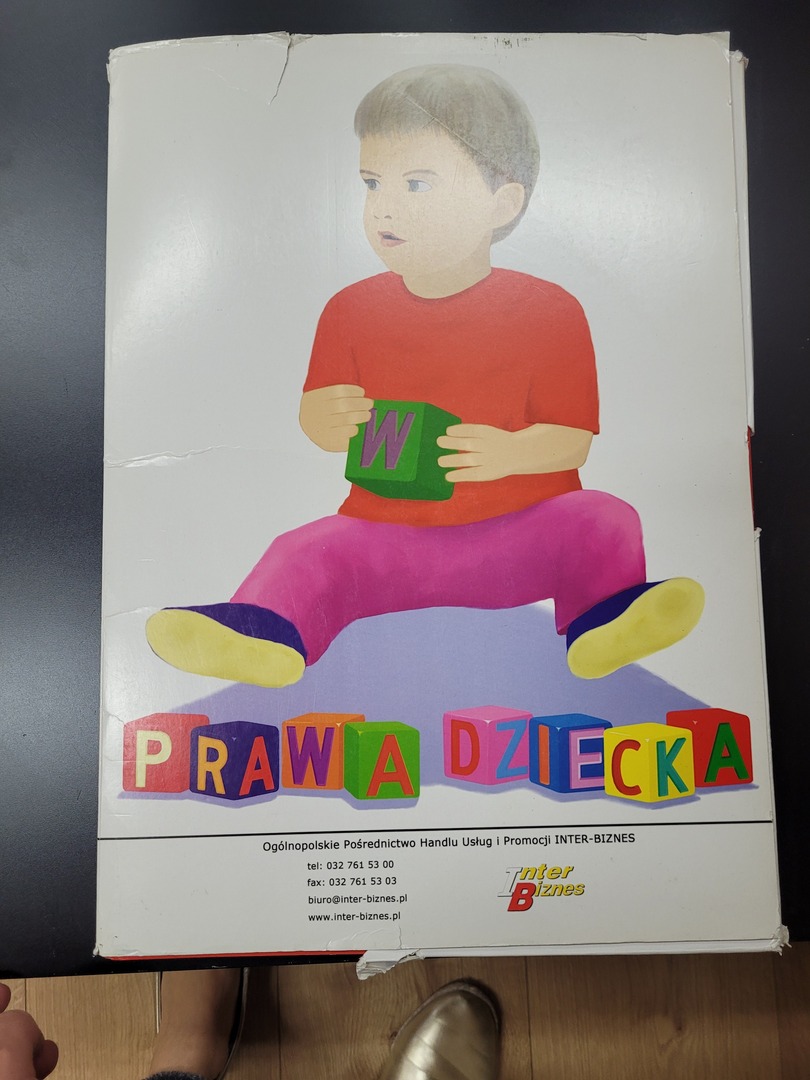 W
PRAWA DZIECKA
Ogólnopolskie Pośrednictwo Handlu Usług i Promocji INTER-BIZNES
tel: 032 761 53 00
fax: 032 761 53 03
biuro@inter-biznes.pl
www.inter-biznes.pl
Inter
Biznes